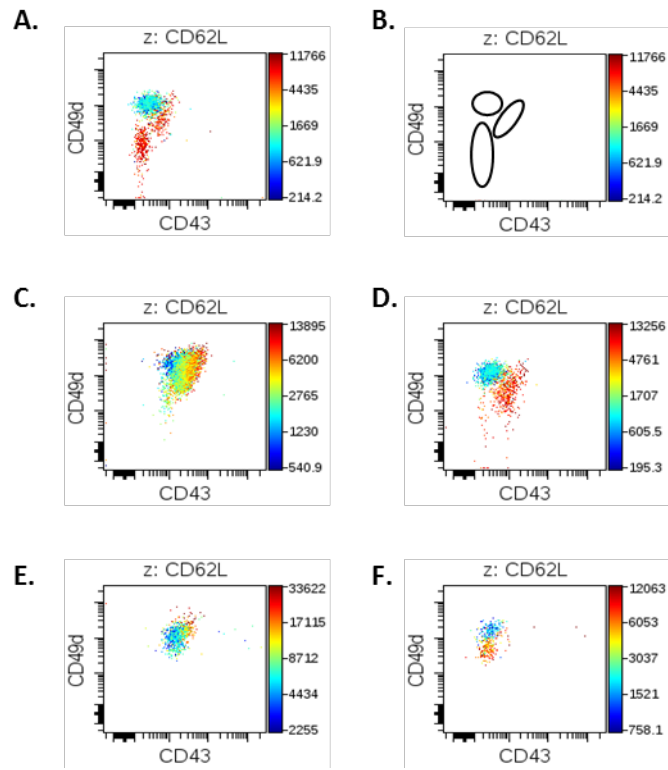 A.
z: CD62L
CD49d
CD43
11766
4435
1669
621.9
214.2
B.
z: CD62L
CD49d
CD43
11766
4435
1669
621.9
214.2
C.
z: CD62L
CD49d
CD43
13895
6200
2765
1230
540.9
D.
z: CD62L
CD49d
CD43
13256
4761
1707
605.5
195.3
E.
z: CD62L
CD49d
CD43
33622
17115
8712
4434
2255
F.
z: CD62L
CD49d
CD43
12063
6053
3037
1521
758.1